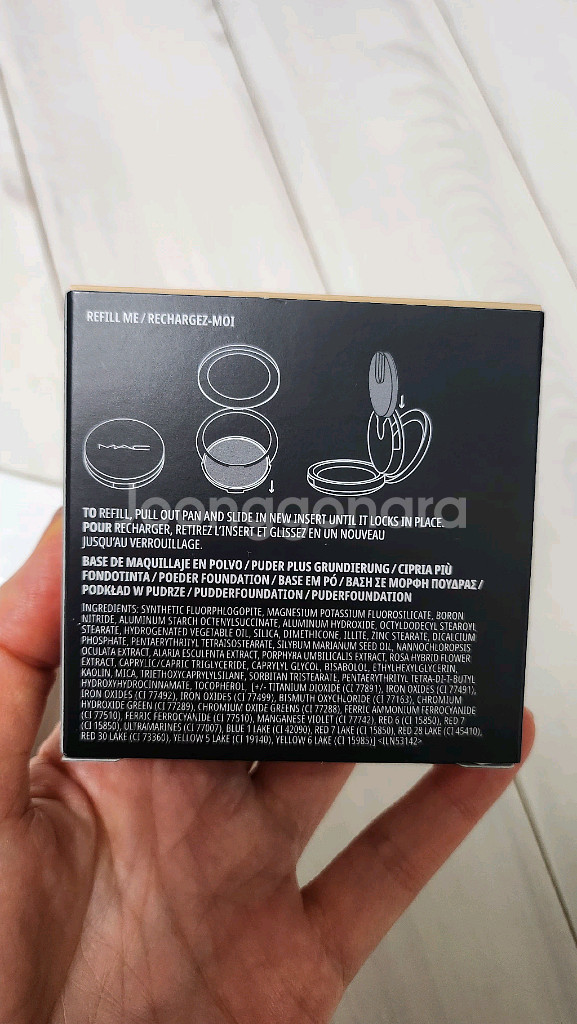 REFILL ME / RECHARGEZ-MOI
MAC
TO REFILL, PULL OUT PAN AND SLIDE IN NEW INSERT UNTIL IT LOCKS IN PLACE.
POUR RECHARGER, RETIREZ L'INSERT ET GLISSEZ EN UN NOUVEAU
JUSQU'AU VERROUILLAGE.
BASE DE MAQUILLAJE EN POLVO / PUDER PLUS GRUNDIERUNG / CIPRIA PIÙ
FONDOTINTA / POEDER FOUNDATION / BASE EM PÓ / ΒΑΣΗ ΣΕ ΜΟΡΦΗ ΠΟΥΔΡΑΣ /
PODKŁAD W PUDRZE / PUDDERFOUNDATION / PUDERFOUNDATION
INGREDIENTS: SYNTHETIC FLUORPHLOGOPITE, MAGNESIUM POTASSIUM FLUOROSILICATE, BORON
NITRIDE, ALUMINUM STARCH OCTENYLSUCCINATE, ALUMINUM HYDROXIDE, OCTYLDODECYL STEAROYL
STEARATE, HYDROGENATED VEGETABLE OIL, SILICA, DIMETHICONE, ILLITE, ZINC STEARATE, DICALCIUM
PHOSPHATE, PENTAERYTHRITYL TETRAISOSTEARATE, SILYBUM MARIANUM SEED OIL, NANNOCHLOROPSIS
OCULATA EXTRACT, ALARIA ESCULENTA EXTRACT, PORPHYRA UMBILICALIS EXTRACT, ROSA HYBRID FLOWER
EXTRACT, CAPRYLIC/CAPRIC TRIGLYCERIDE, CAPRYLYL GLYCOL, BISABOLOL, ETHYLHEXYLGLYCERIN,
KAOLIN, MICA, TRIETHOXYCAPRYLYLSILANE, SORBITAN TRISTEARATE, PENTAERYTHRITYL TETRA-DI-T-BUTYL
HYDROXYHYDROCINNAMATE, TOCOPHEROL, [+/- TITANIUM DIOXIDE (CI 77891), IRON OXIDES (CI 77491),
IRON OXIDES (CI 77492), IRON OXIDES (CI 77499), BISMUTH OXYCHLORIDE (CI 77163), CHROMIUM
HYDROXIDE GREEN (CI 77289), CHROMIUM OXIDE GREENS (CI 77288), FERRIC AMMONIUM FERROCYANIDE
(CI 77510), FERRIC FERROCYANIDE (CI 77510), MANGANESE VIOLET (CI 77742), RED 6 (CI 15850), RED 7
(CI 15850), ULTRAMARINES (CI 77007), BLUE 1 LAKE (CI 42090), RED 7 LAKE (CI 15850), RED 28 LAKE (CI 45410),
RED 30 LAKE (CI 73360), YELLOW 5 LAKE (CI 19140), YELLOW 6 LAKE (CI 15985)] <ILN53142>